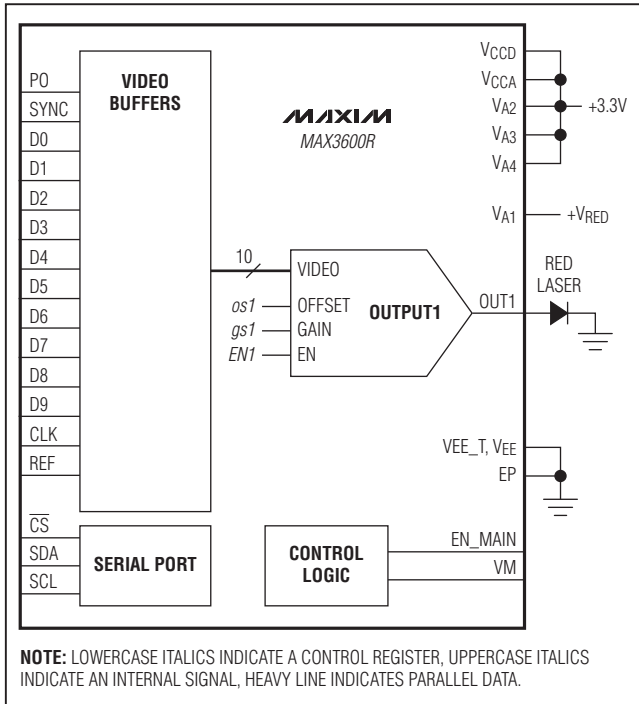 PO
SYNC
D0
D1
D2
D3
D4
D5
D6
D7
D8
D9
CLK
REF
VIDEO
BUFFERS
MAXIM
MAX3600R
VCCD
VCCA
VA2
VA3
VA4
+3.3V
VA1
+VRED
10
VIDEO
os1
OFFSET
gs1
GAIN
EN1
EN
OUTPUT1
OUT1
RED
LASER
VEE_T, VEE
EP
CS
SDA
SCL
SERIAL PORT
CONTROL
LOGIC
EN_MAIN
VM
NOTE: LOWERCASE ITALICS INDICATE A CONTROL REGISTER, UPPERCASE ITALICS
INDICATE AN INTERNAL SIGNAL, HEAVY LINE INDICATES PARALLEL DATA.